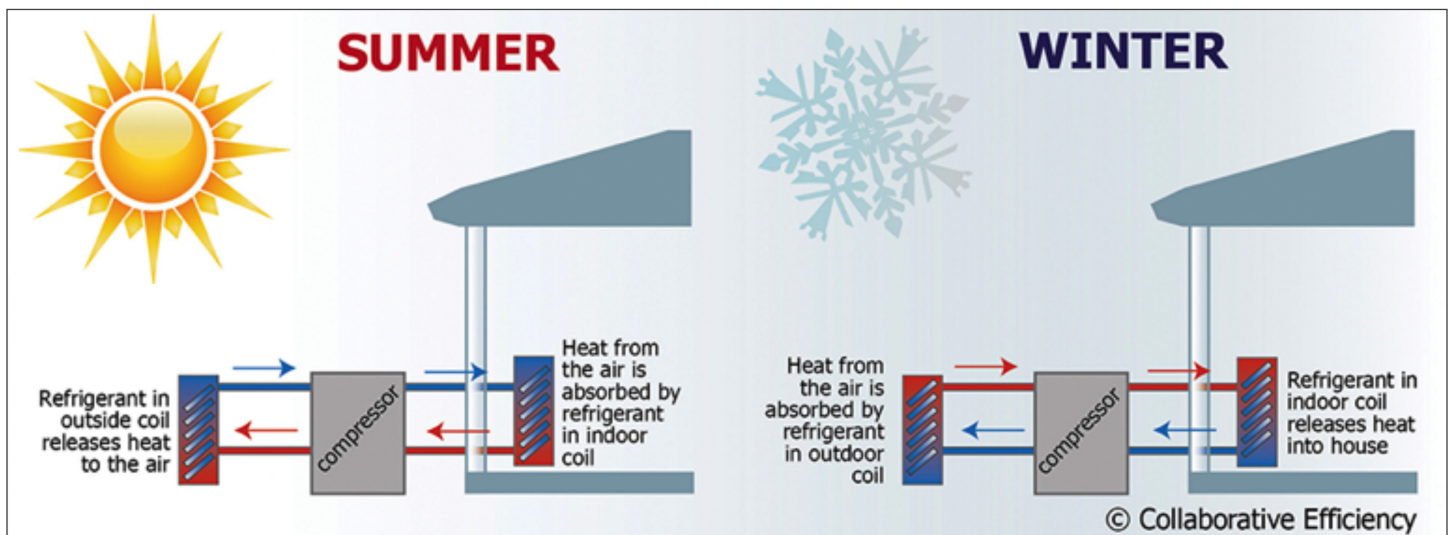 SUMMER
Refrigerant in
outside coil
releases heat
to the air
compressor
Heat from
the air is
absorbed by
refrigerant
in indoor
coil
WINTER
Heat from
the air is
absorbed by
refrigerant
in outdoor
coil
compressor
Refrigerant in
indoor coil
releases heat
into house
© Collaborative Efficiency